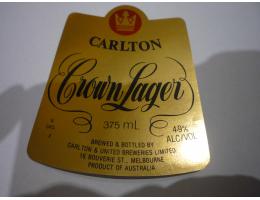 CARLTON
Crown Lager
375 mL
4·9%
ALC/VOL
BREWED & BOTTLED BY
CARLTON & UNITED BREWERIES LIMITED
16 BOUVERIE ST., MELBOURNE
PRODUCT OF AUSTRALIA